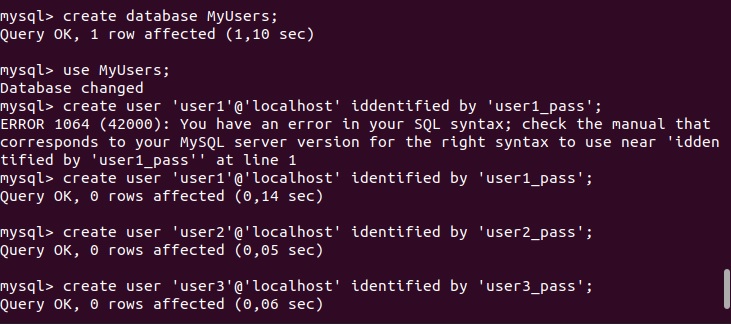 mysql> create database MyUsers;
Query OK, 1 row affected (1,10 sec)
mysql> use MyUsers;
Database changed
mysql> create user 'user1'@'localhost' iddentified by 'user1_pass';
ERROR 1064 (42000): You have an error in your SQL syntax; check the manual that
corresponds to your MySQL server version for the right syntax to use near 'idden
tified by 'user1_pass'' at line 1
mysql> create user 'user1'@'localhost' identified by 'user1_pass';
Query OK, 0 rows affected (0,14 sec)
mysql> create user 'user2'@'localhost' identified by 'user2_pass';
Query OK, 0 rows affected (0,05 sec)
mysql> create user 'user3'@'localhost' identified by 'user3_pass';
Query OK, 0 rows affected (0,06 sec)